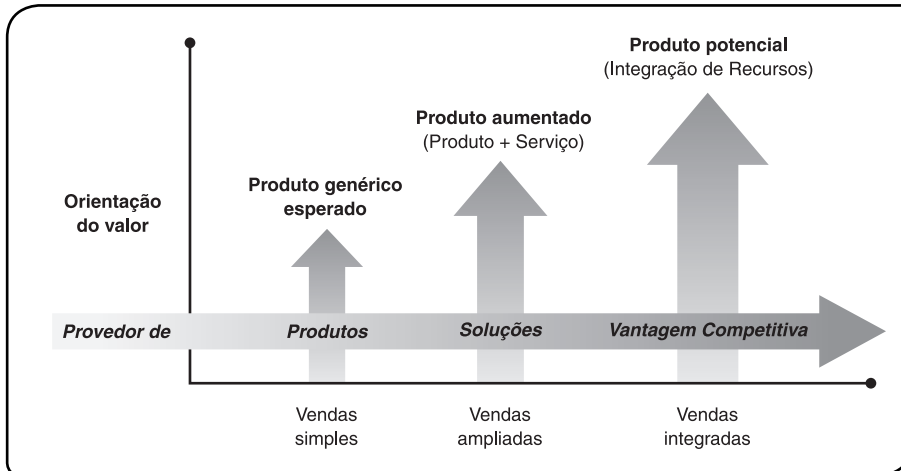 Produto potencial
(Integração de Recursos)
Produto aumentado
(Produto + Serviço)
Produto genérico
esperado
Orientação
do valor
Provedor de
Produtos
Soluções
Vantagem Competitiva
Vendas
simples
Vendas
ampliadas
Vendas
integradas